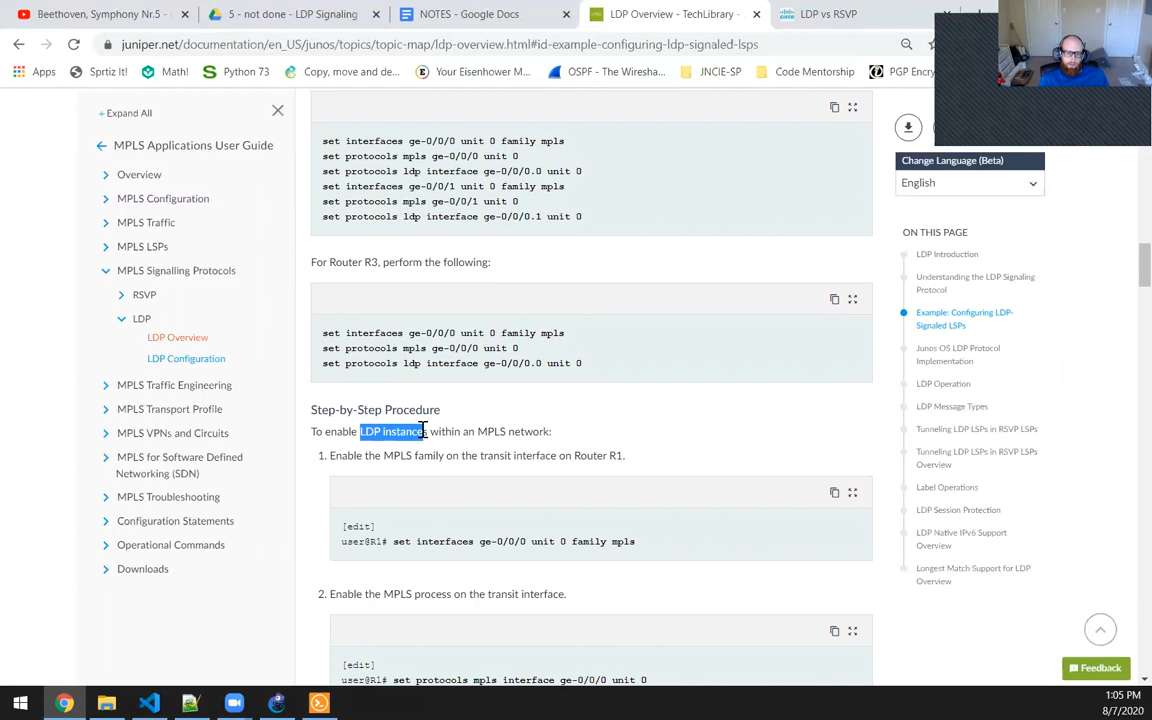 Beethoven, Symphony Nr.5 -
5 - not done - LDP Signaling
NOTES - Google Docs
LDP Overview - TechLibrary -
LDP vs RSVP
juniper.net/documentation/en_US/junos/topics/topic-map/ldp-overview.html#id-example-configuring-ldp-signaled-lsps
Apps
Sprtiz It!
Math!
Python 73
Copy, move and de...
Your Eisenhower M...
OSPF = The Wiresha...
JNCIE-SP
Code Mentorship
PGP Encry
+ Expand All
MPLS Applications User Guide
Overview
MPLS Configuration
MPLS Traffic
MPLS LSPs
MPLS Signalling Protocols
RSVP
LDP
LDP Overview
LDP Configuration
MPLS Traffic Engineering
MPLS Transport Profile
MPLS VPNs and Circuits
MPLS for Software Defined
Networking (SDN)
MPLS Troubleshooting
Configuration Statements
Operational Commands
Downloads
set interfaces ge-0/0/0 unit 0 family mpls
set protocols mpls ge-0/0/0 unit 0
set protocols ldp interface ge-0/0/0.0 unit 0
set interfaces ge-0/0/1 unit 0 family mpls
set protocols mpls ge-0/0/1 unit 0
set protocols ldp interface ge-0/0/0.1 unit 0
For Router R3, perform the following:
set interfaces ge-0/0/0 unit 0 family mpls
set protocols mpls ge-0/0/0 unit 0
set protocols ldp interface ge-0/0/0.0 unit 0
Step-by-Step Procedure
To enable LDP instances within an MPLS network:
1. Enable the MPLS family on the transit interface on Router R1.
[edit]
user@R1# set interfaces ge-0/0/0 unit 0 family mpls
2. Enable the MPLS process on the transit interface.
[edit]
user@R1# set protocols mpls interface ge-0/0/0 unit 0
Change Language (Beta)
English
ON THIS PAGE
LDP Introduction
Understanding the LDP Signaling
Protocol
Example: Configuring LDP-
Signaled LSPs
Junos OS LDP Protocol
Implementation
LDP Operation
LDP Message Types
Tunneling LDP LSPs in RSVP LSPs
Tunneling LDP LSPs in RSVP LSPs
Overview
Label Operations
LDP Session Protection
LDP Native IPv6 Support
Overview
Longest Match Support for LDP
Overview
Feedback
1:05 PM
8/7/2020